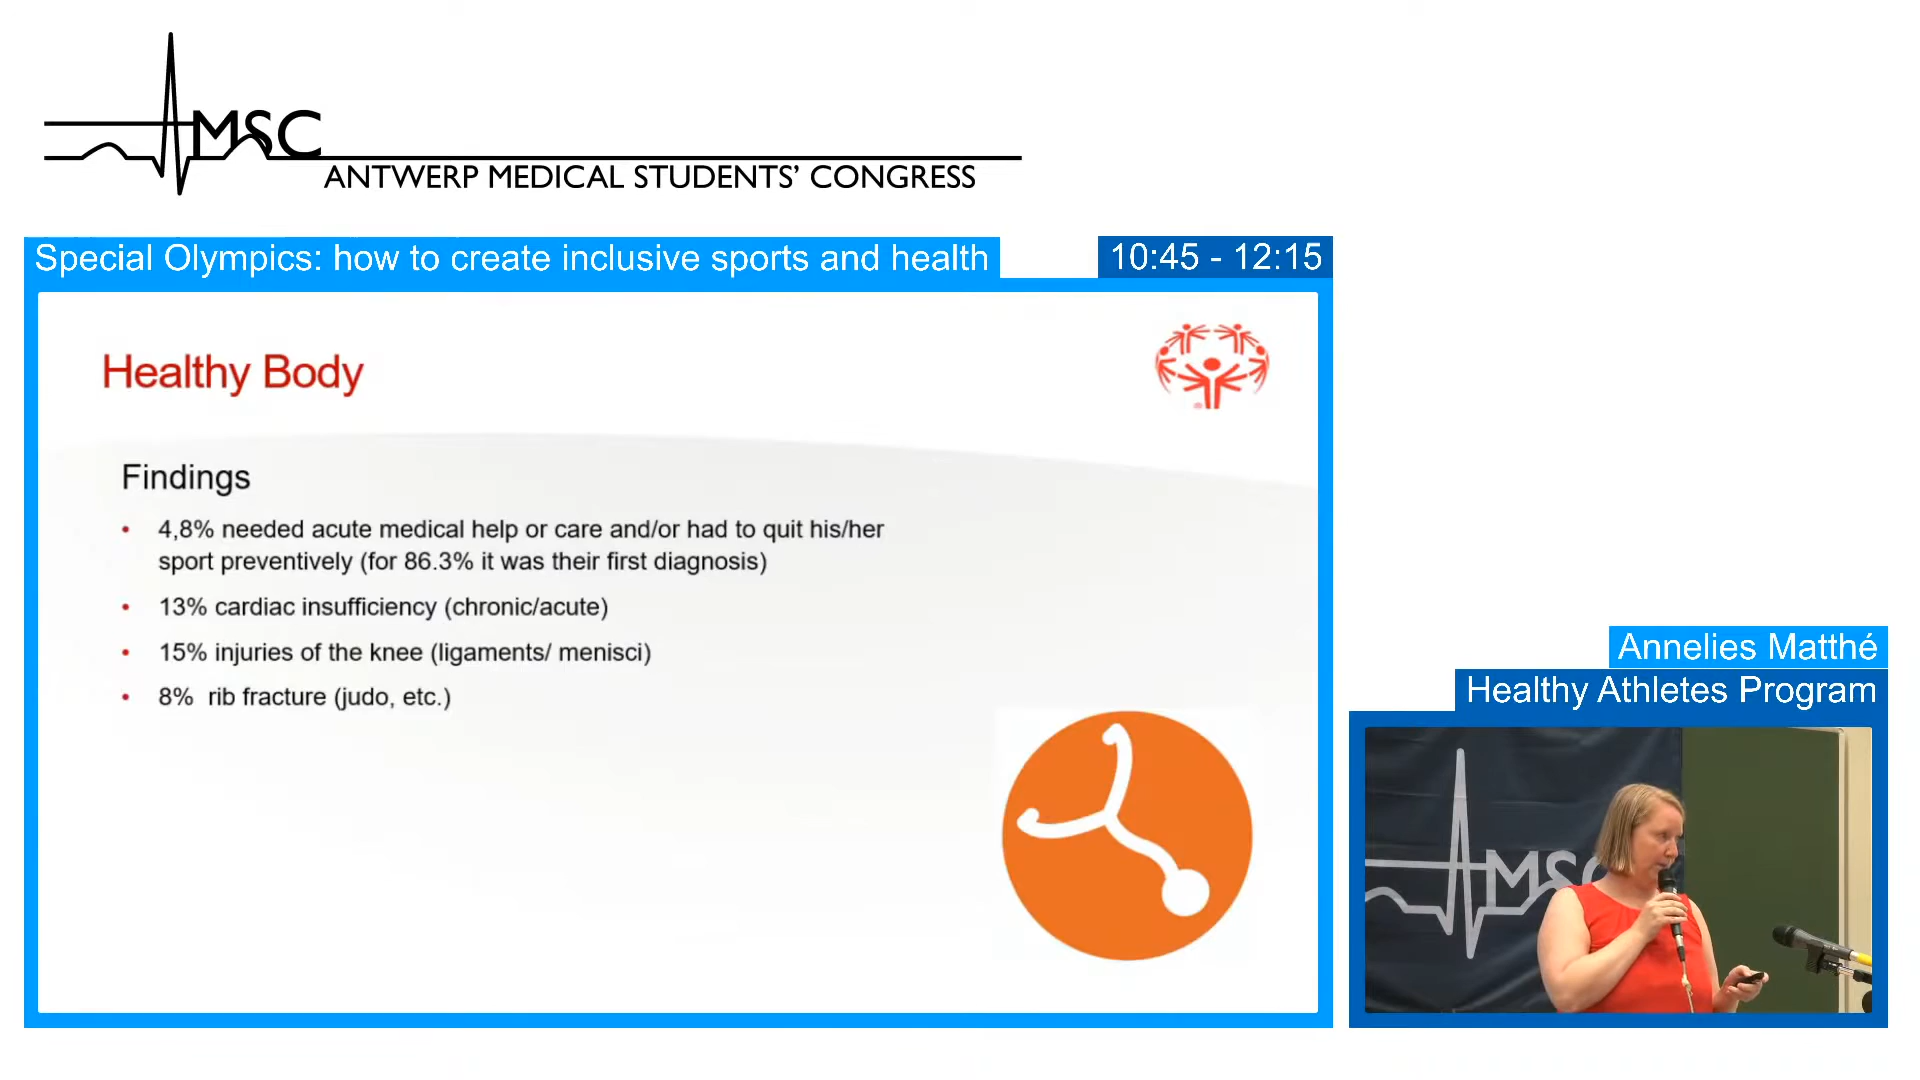 MSC
ANTWERP MEDICAL STUDENTS’ CONGRESS
Special Olympics: how to create inclusive sports and health
10:45 - 12:15
Healthy Body
Findings
• 4,8% needed acute medical help or care and/or had to quit his/her
sport preventively (for 86.3% it was their first diagnosis)
• 13% cardiac insufficiency (chronic/acute)
• 15% injuries of the knee (ligaments/ menisci)
• 8% rib fracture (judo, etc.)
Annelies Matthé
Healthy Athletes Program
MSC